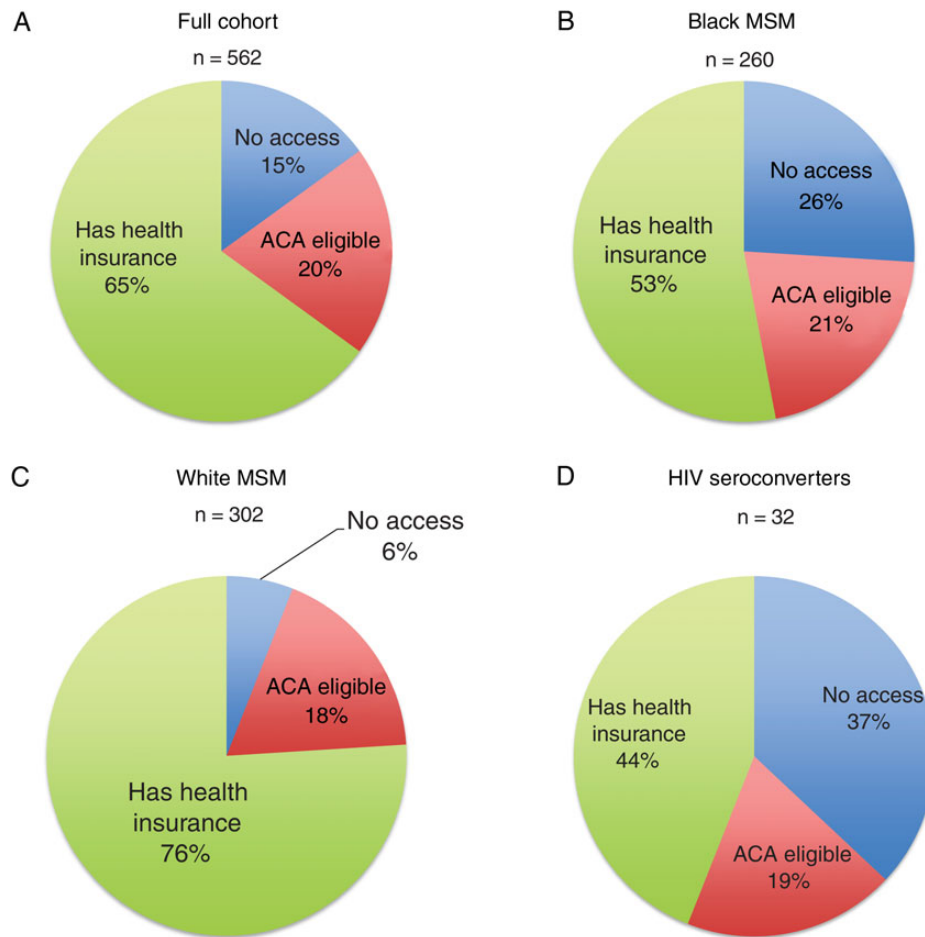 A
Full cohort
n = 562
No access
15%
ACA eligible
20%
Has health
insurance
65%
B
Black MSM
n = 260
No access
26%
ACA eligible
21%
Has health
insurance
53%
C
White MSM
n = 302
No access
6%
ACA eligible
18%
Has health
insurance
76%
D
HIV seroconverters
n = 32
No access
37%
ACA eligible
19%
Has health
insurance
44%